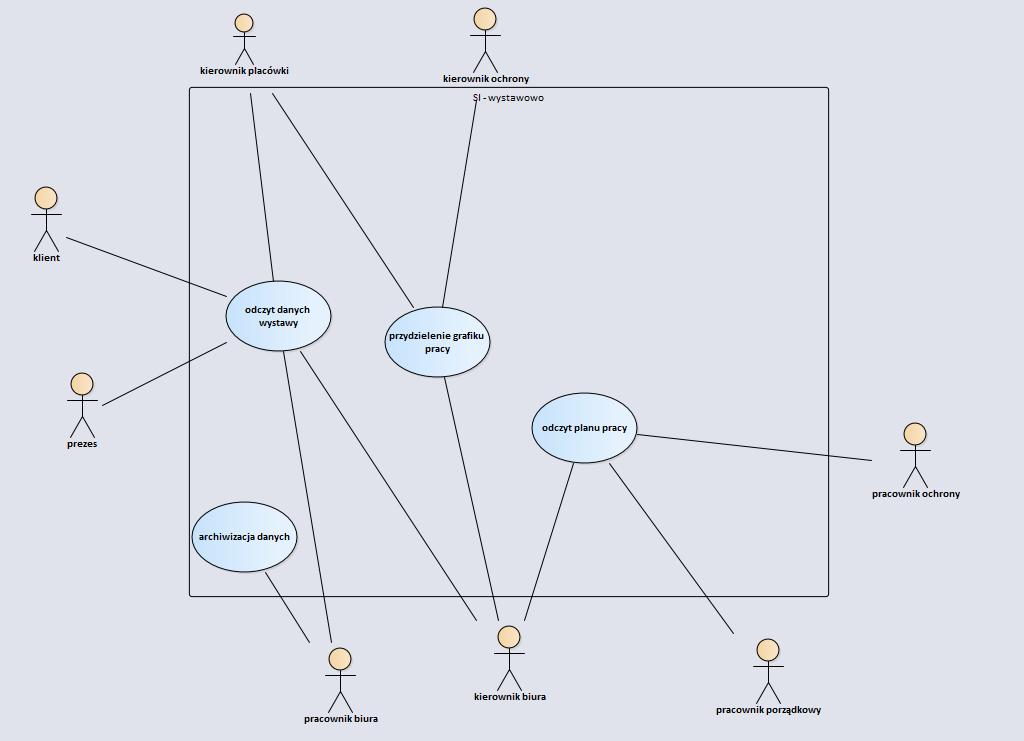 kierownik placówki
kierownik ochrony
SI - wystawowo
klient
odczyt danych
wystawy
przydzielenie grafiku
pracy
prezes
odczyt planu pracy
pracownik ochrony
archiwizacja danych
kierownik biura
pracownik biura
pracownik porządkowy